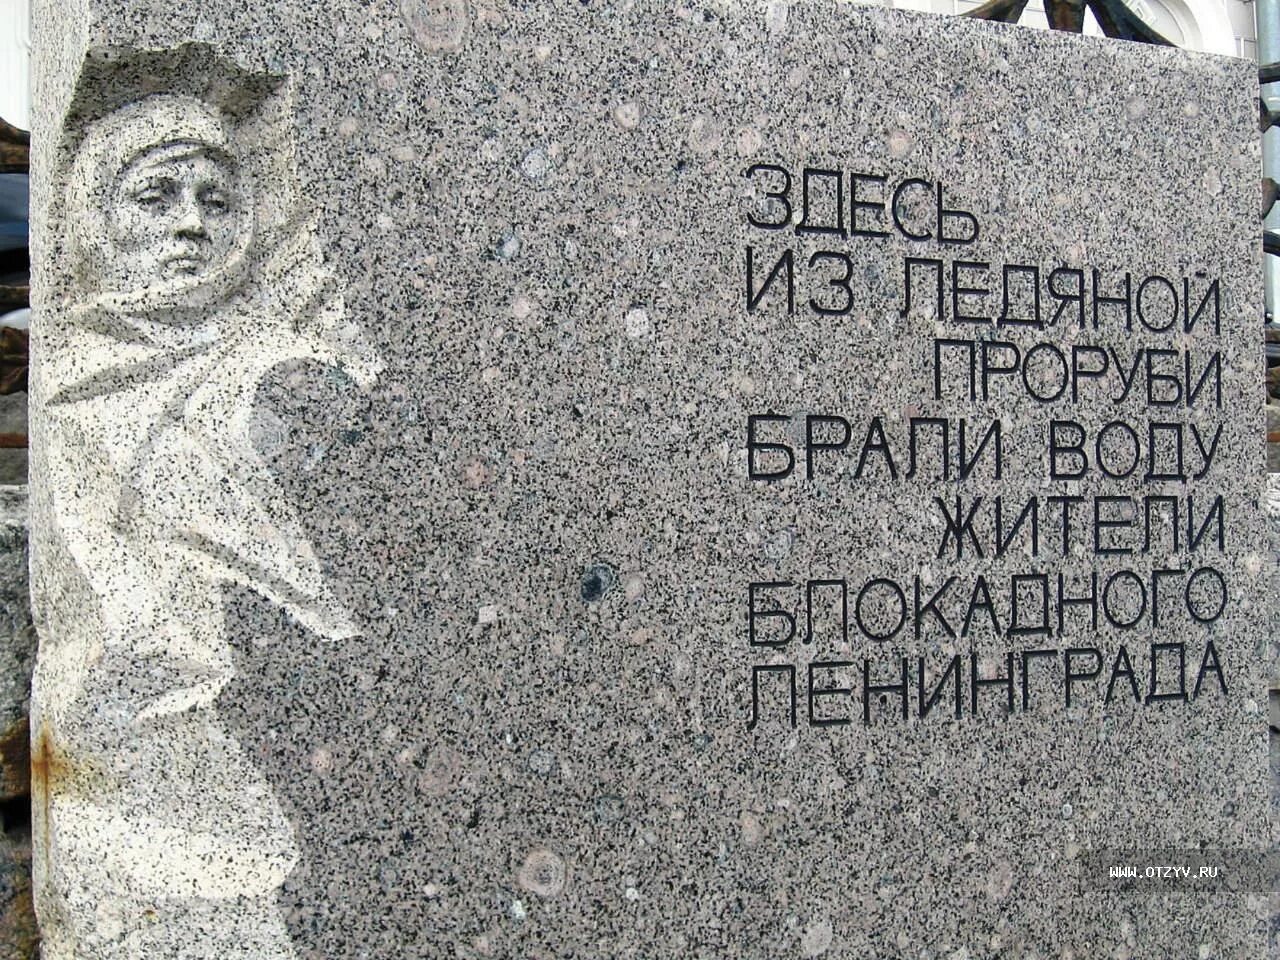 ЗДЕСЬ
ИЗ ЛЕДЯНОЙ
ПРОРУБИ
БРАЛИ ВОДУ
ЖИТЕЛИ
БЛОКАДНОГО
ЛЕНИНГРАДА
WWW.OTZYV.RU